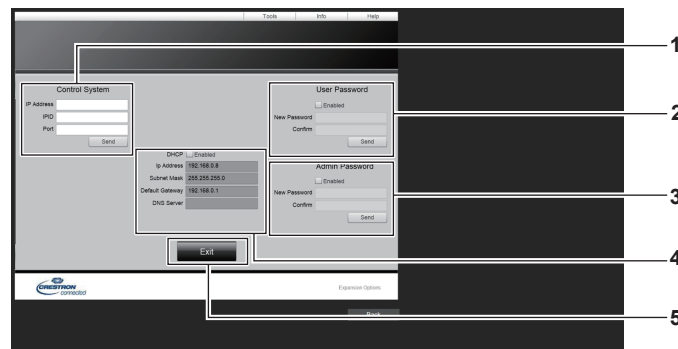 Tools Info Help
1
Control System
IP Address
IPID
Port
Send
User Password
Enabled
New Password
Confirm
Send
2
DHCP Enabled
Ip Address 192.168.0.8
Subnet Mask 255.255.255.0
Default Gateway 192.168.0.1
DNS Server
Admin Password
Enabled
New Password
Confirm
Send
3
4
Exit
CRESTRON
connected
Expansion Options
Back
5